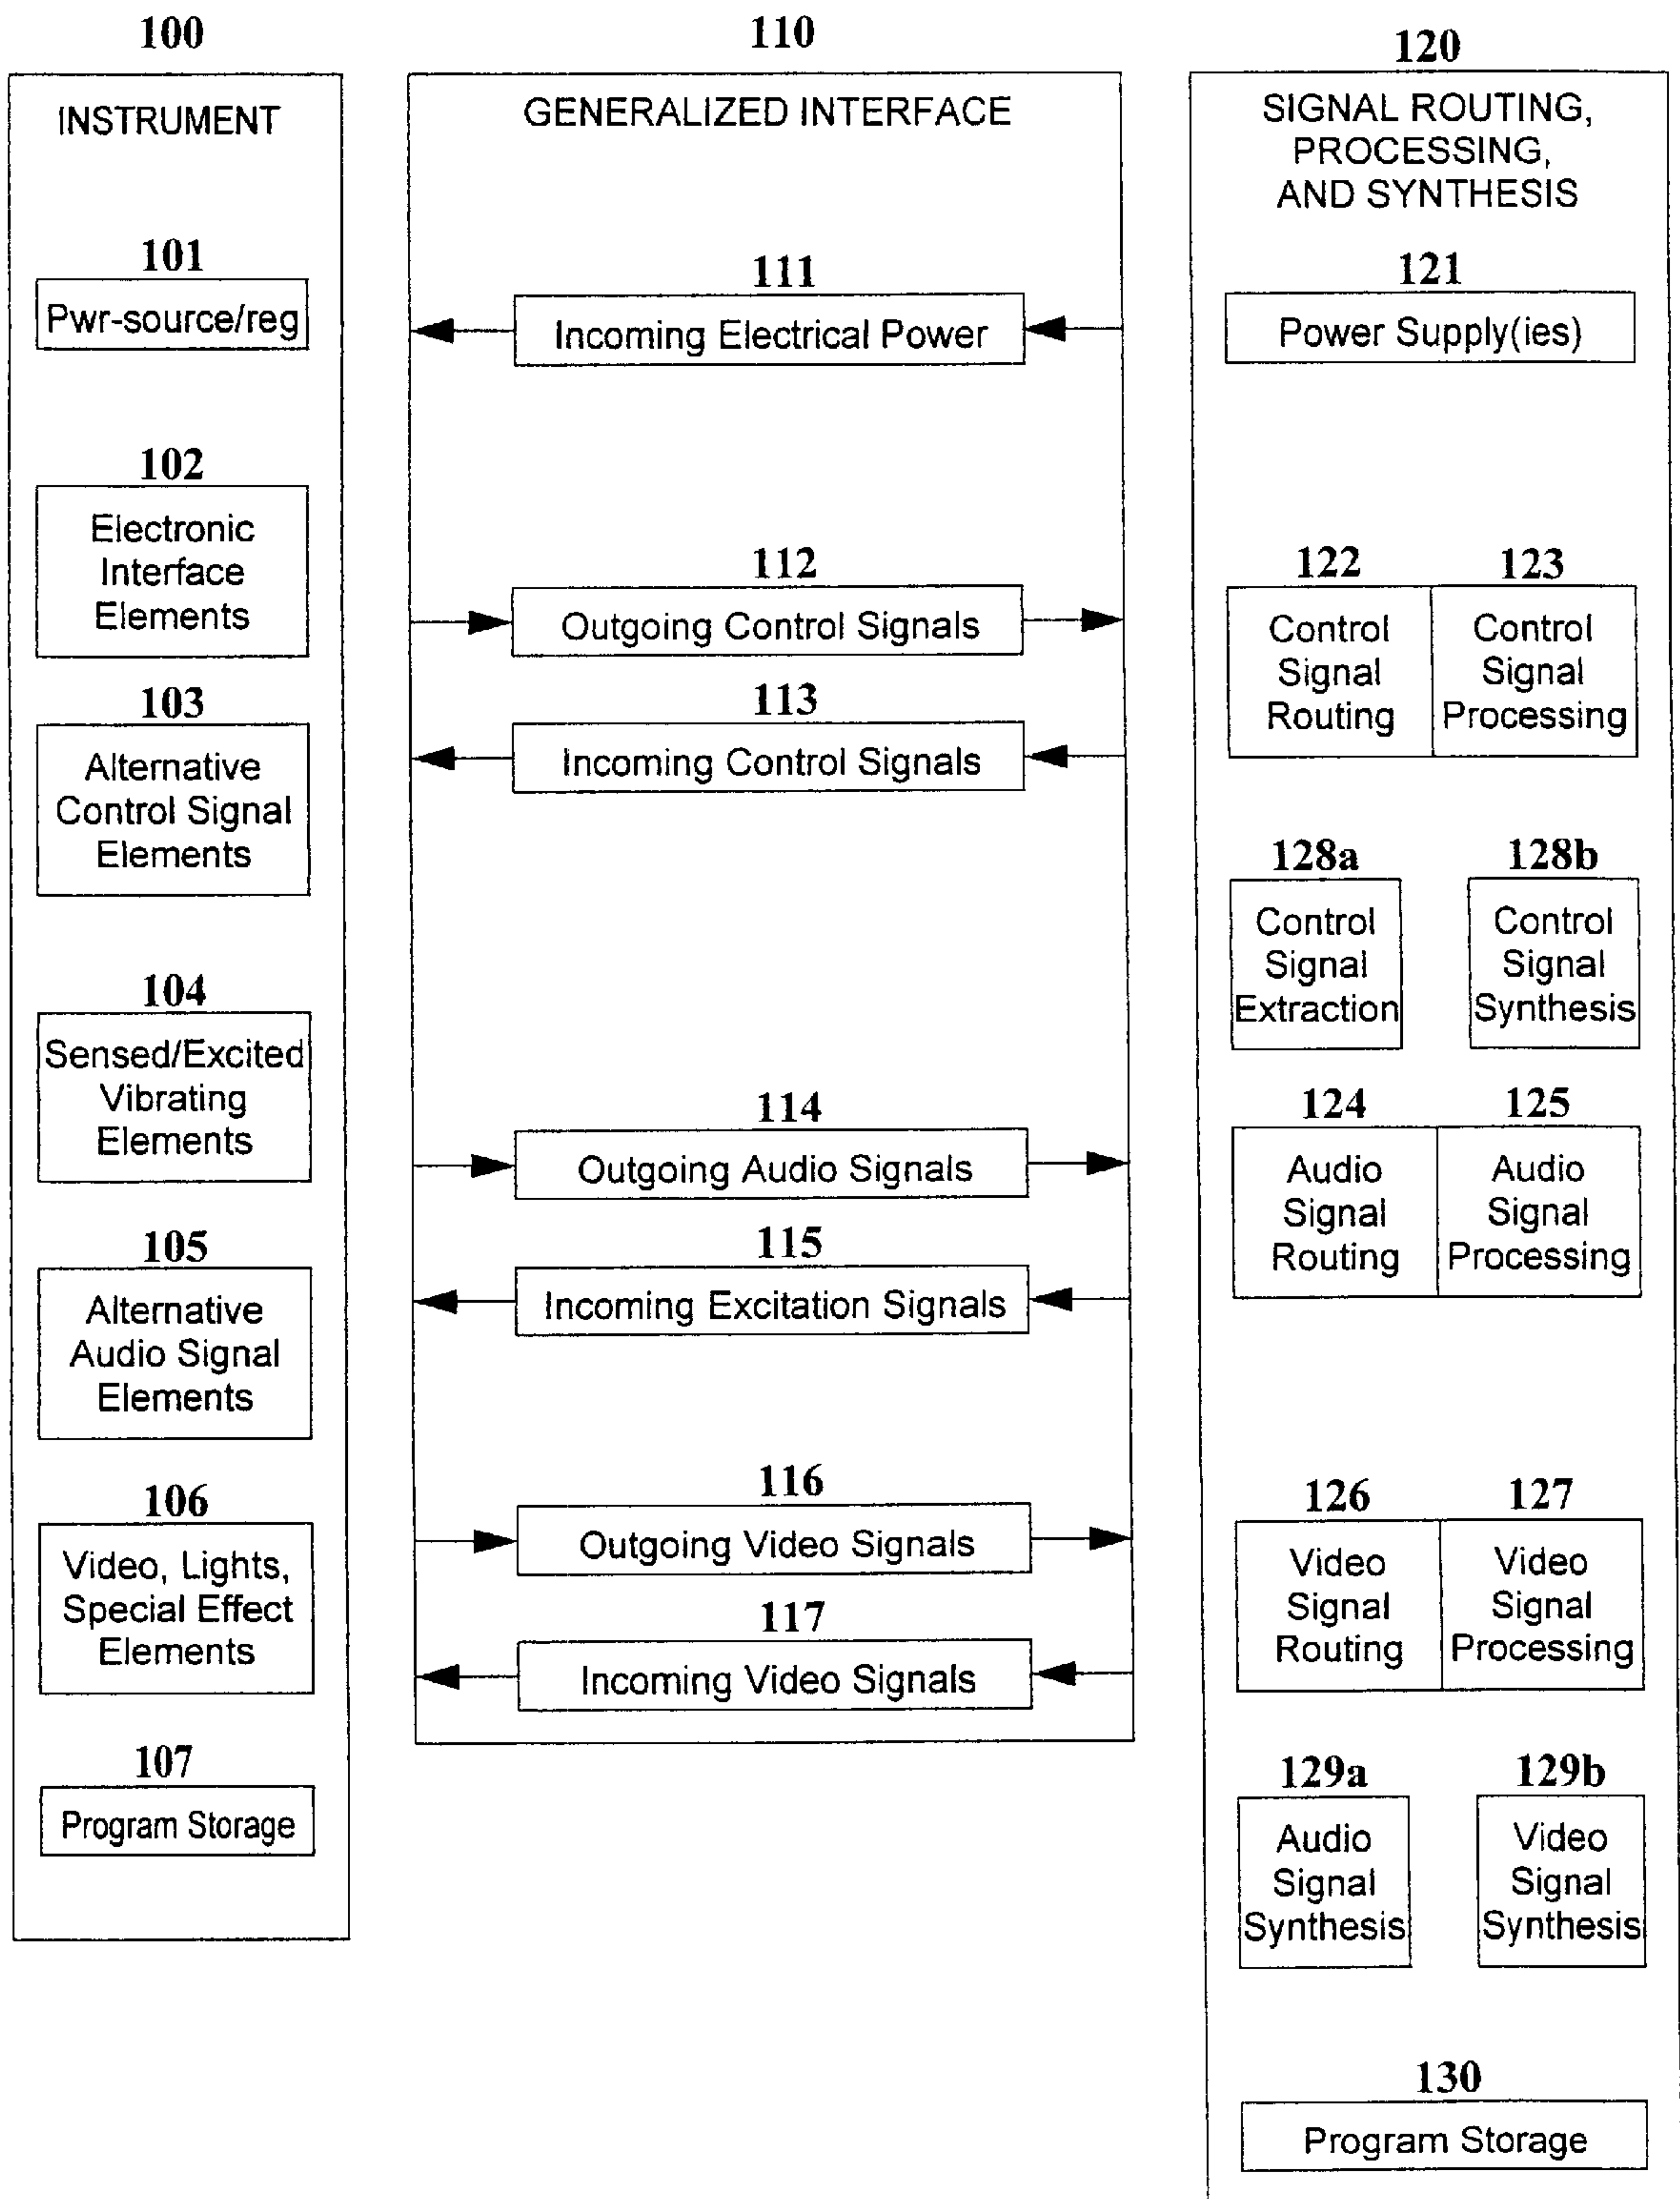 100
INSTRUMENT
101
Pwr-source/reg
102
Electronic
Interface
Elements
103
Alternative
Control Signal
Elements
104
Sensed/Excited
Vibrating
Elements
105
Alternative
Audio Signal
Elements
106
Video, Lights,
Special Effect
Elements
107
Program Storage
110
GENERALIZED INTERFACE
111
Incoming Electrical Power
112
Outgoing Control Signals
113
Incoming Control Signals
114
Outgoing Audio Signals
115
Incoming Excitation Signals
116
Outgoing Video Signals
117
Incoming Video Signals
120
SIGNAL ROUTING,
PROCESSING,
AND SYNTHESIS
121
Power Supply(ies)
122
Control
Signal
Routing
123
Control
Signal
Processing
128a
Control
Signal
Extraction
128b
Control
Signal
Synthesis
124
Audio
Signal
Routing
125
Audio
Signal
Processing
126
Video
Signal
Routing
127
Video
Signal
Processing
129a
Audio
Signal
Synthesis
129b
Video
Signal
Synthesis
130
Program Storage